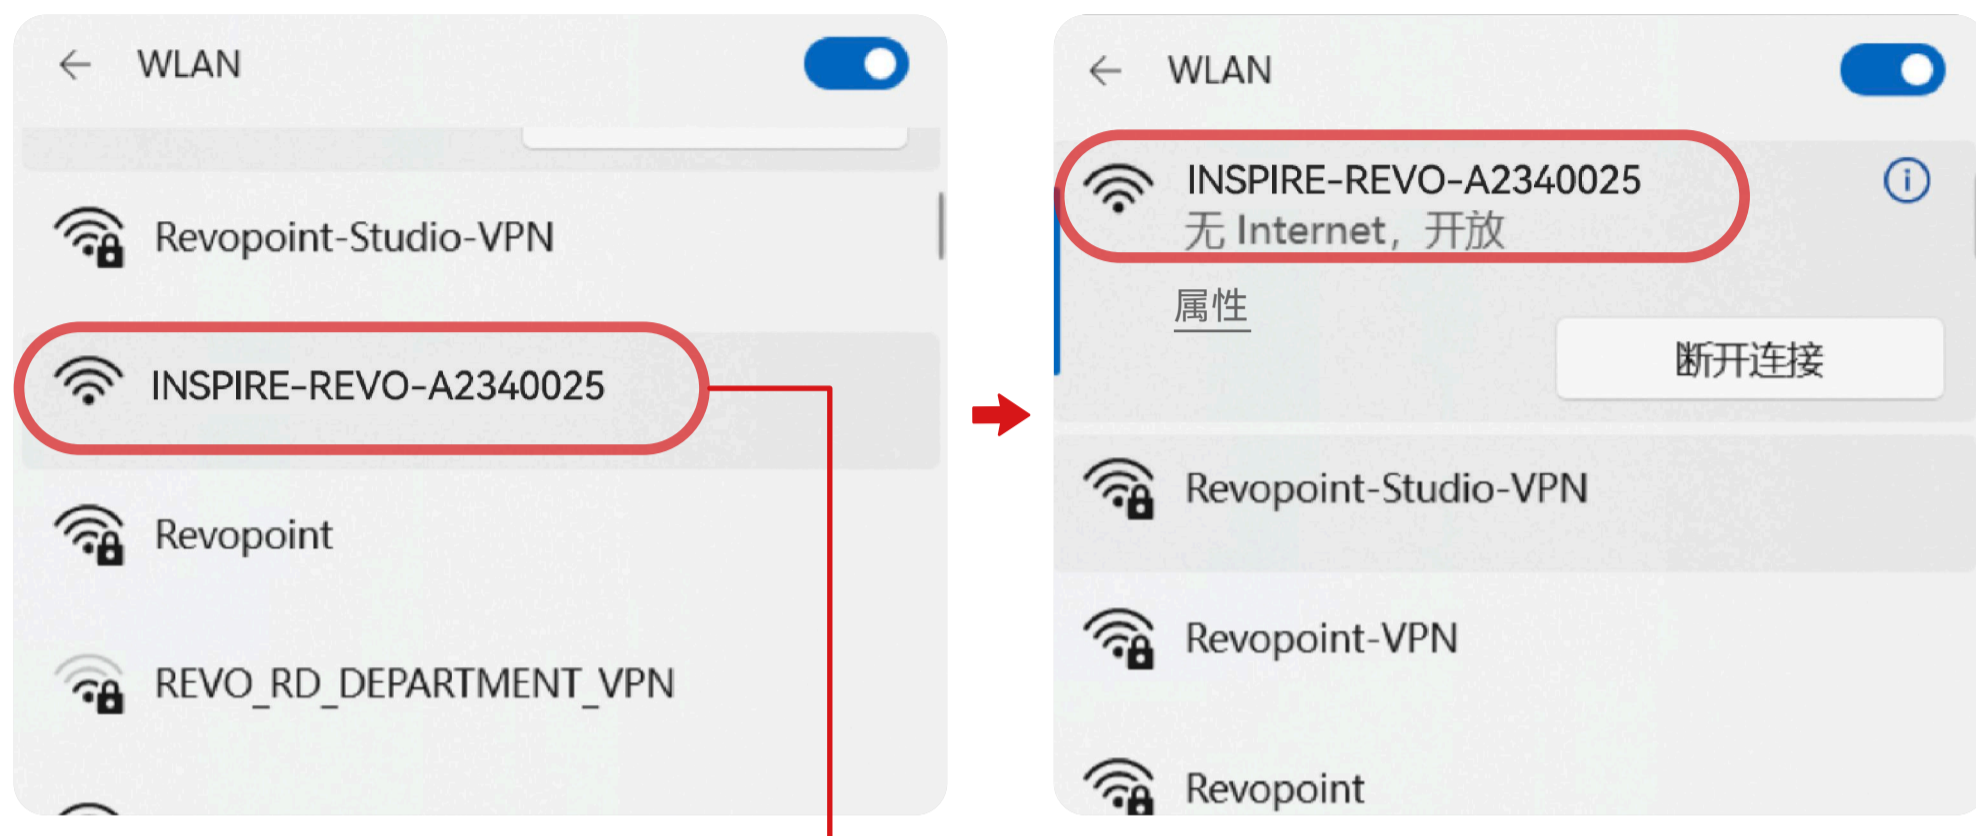 WLAN
Revopoint-Studio-VPN
INSPIRE-REVO-A2340025
Revopoint
REVO_RD_DEPARTMENT_VPN
WLAN
INSPIRE-REVO-A2340025
无 Internet，开放
属性
断开连接
Revopoint-Studio-VPN
Revopoint-VPN
Revopoint